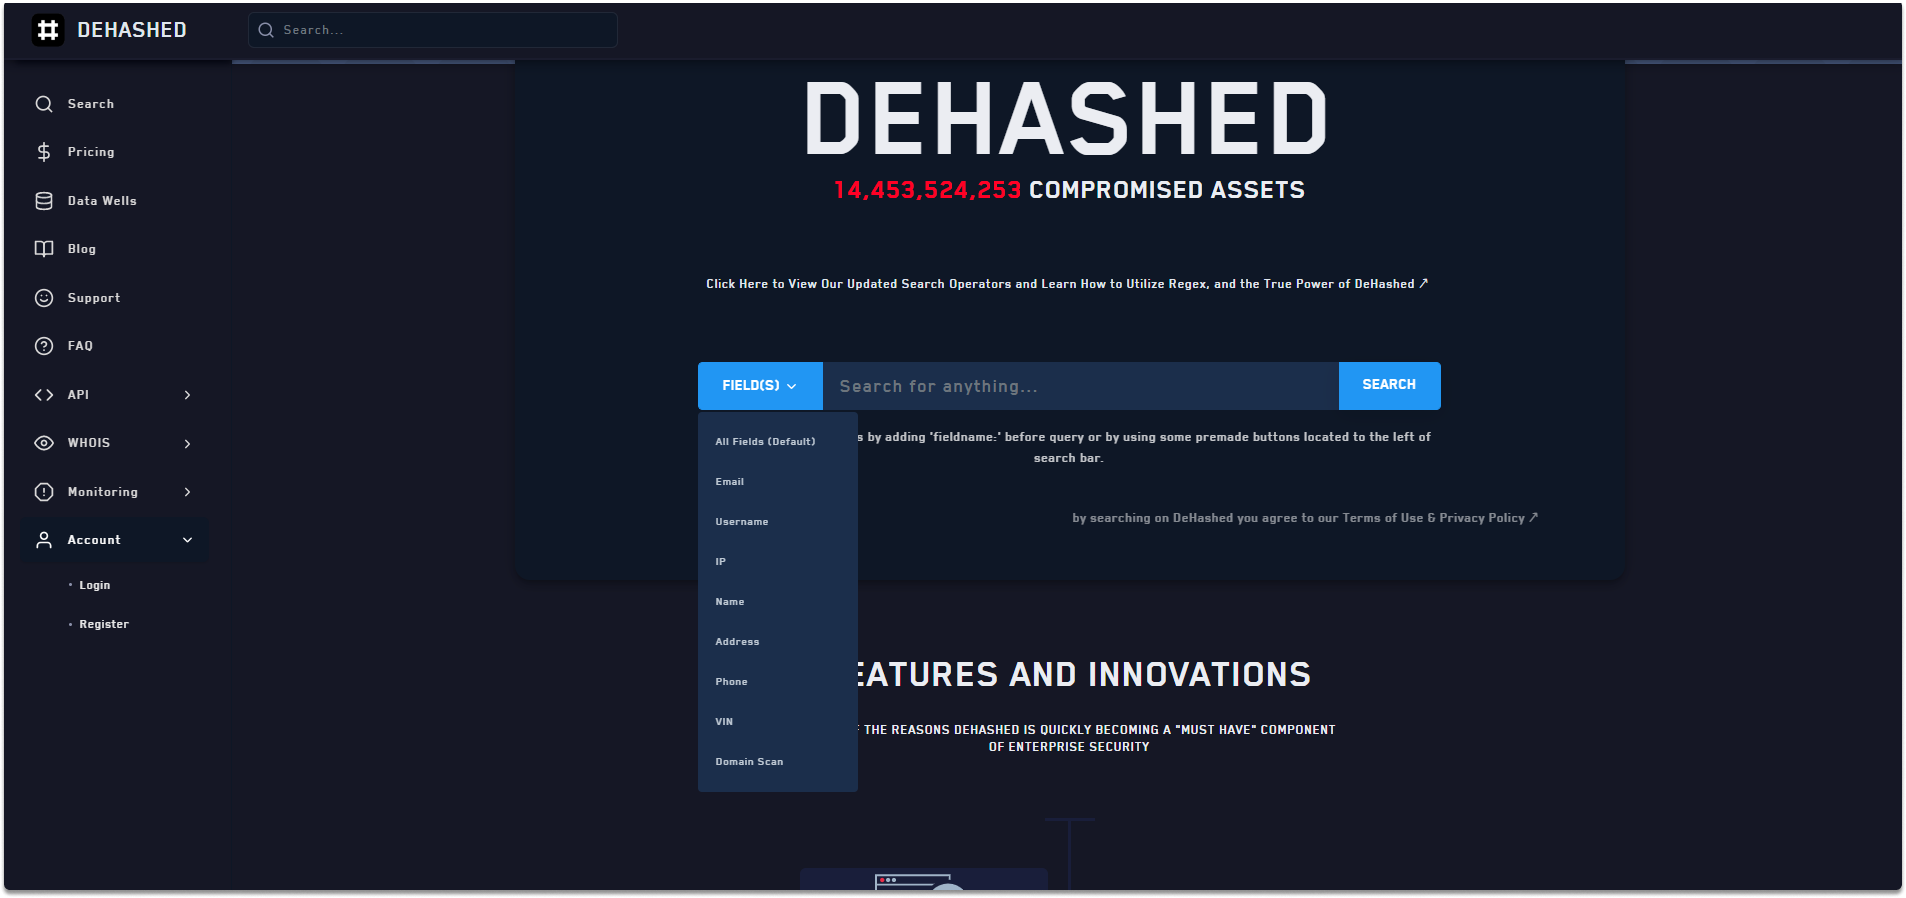 DEHASHED
Search...
Search
Pricing
Data Wells
Blog
Support
FAQ
API
WHOIS
Monitoring
Account
Login
Register
DEHASHED
14,453,524,253 COMPROMISED ASSETS
Click Here to View Our Updated Search Operators and Learn How to Utilize Regex, and the True Power of DeHashed ↗
FIELD(S)
Search for anything...
SEARCH
All Fields (Default)
Email
Username
IP
Name
Address
Phone
VIN
Domain Scan
s by adding 'fieldname:' before query or by using some premade buttons located to the left of
search bar.
by searching on DeHashed you agree to our Terms of Use & Privacy Policy ↗
EATURES AND INNOVATIONS
THE REASONS DEHASHED IS QUICKLY BECOMING A "MUST HAVE" COMPONENT
OF ENTERPRISE SECURITY